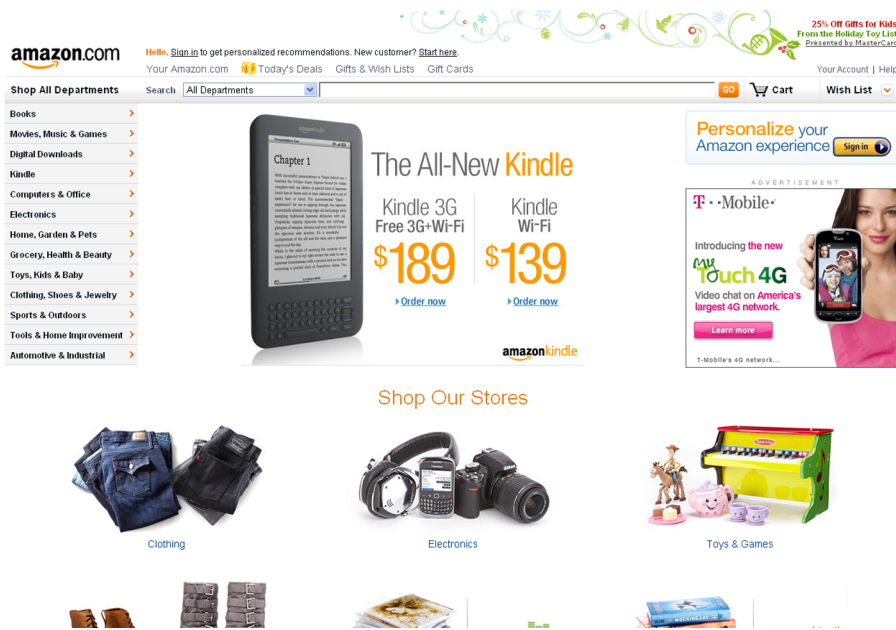 25% Off Gifts for Kids
From the Holiday Toy List
Presented by MasterCard
amazon.com
Hello. Sign in to get personalized recommendations. New customer? Start here.
Your Amazon.com Today's Deals Gifts & Wish Lists Gift Cards
Your Account | Help
Shop All Departments
Search All Departments GO Cart Wish List
Books
Movies, Music & Games
Digital Downloads
Kindle
Computers & Office
Electronics
Home, Garden & Pets
Grocery, Health & Beauty
Toys, Kids & Baby
Clothing, Shoes & Jewelry
Sports & Outdoors
Tools & Home Improvement
Automotive & Industrial
amazonkindle
Chapter 1
The All-New Kindle
Kindle 3G
Free 3G+Wi-Fi
$189
Order now
Kindle
Wi-Fi
$139
Order now
amazonkindle
Personalize your
Amazon experience
Sign in
ADVERTISEMENT
T-Mobile
Introducing the new
myTouch 4G
Video chat on America's
largest 4G network.
Learn more
T-Mobile's 4G network...
Shop Our Stores
Nikon
Clothing
Electronics
Toys & Games
MOCKINGJAY